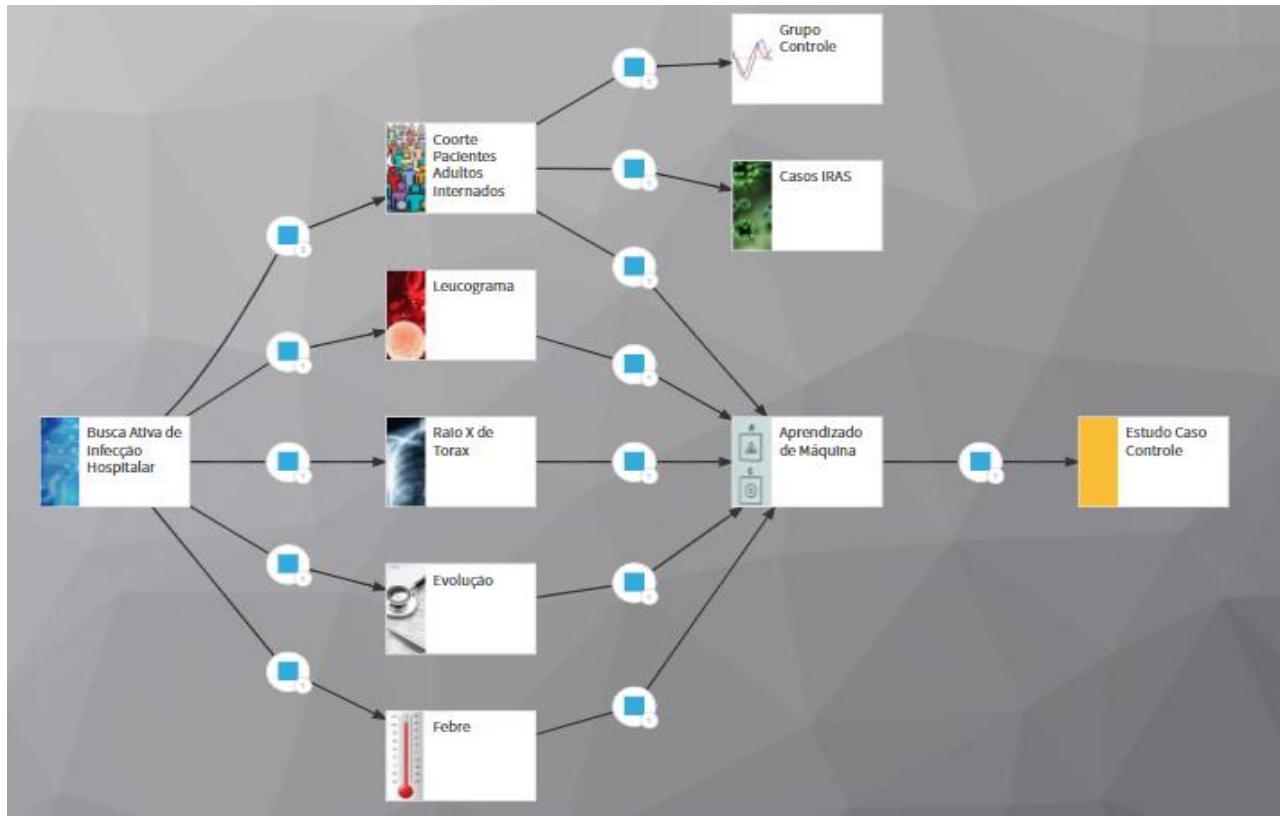 Grupo
Controle
Coorte
Pacientes
Adultos
Internados
Casos IRAS
Leucograma
Busca Ativa de
Infecção
Hospitalar
Raio X de
Torax
Aprendizado
de Máquina
Estudo Caso
Controle
Evolução
Febre